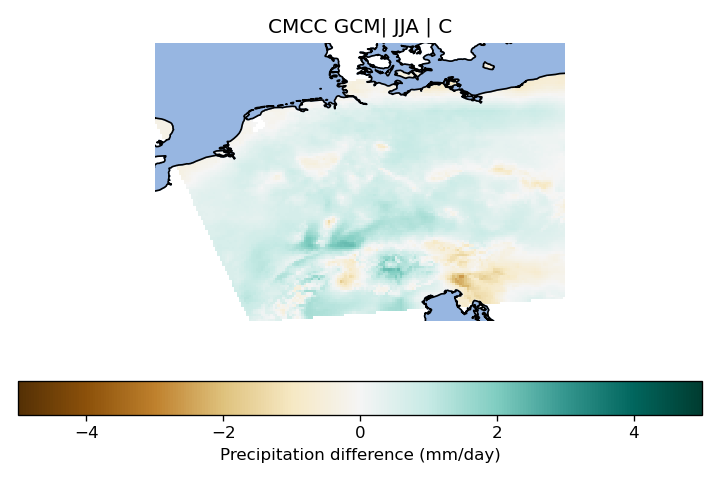 CMCC GCM| JJA | C
−4 −2 0 2 4
Precipitation difference (mm/day)